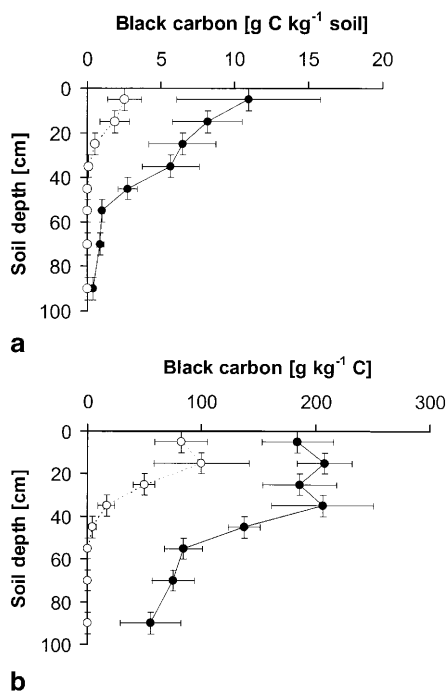 Black carbon [g C kg⁻¹ soil]
0 5 10 15 20
0
20
40
60
80
100
Soil depth [cm]
a
Black carbon [g kg⁻¹ C]
0 100 200 300
0
20
40
60
80
100
Soil depth [cm]
b